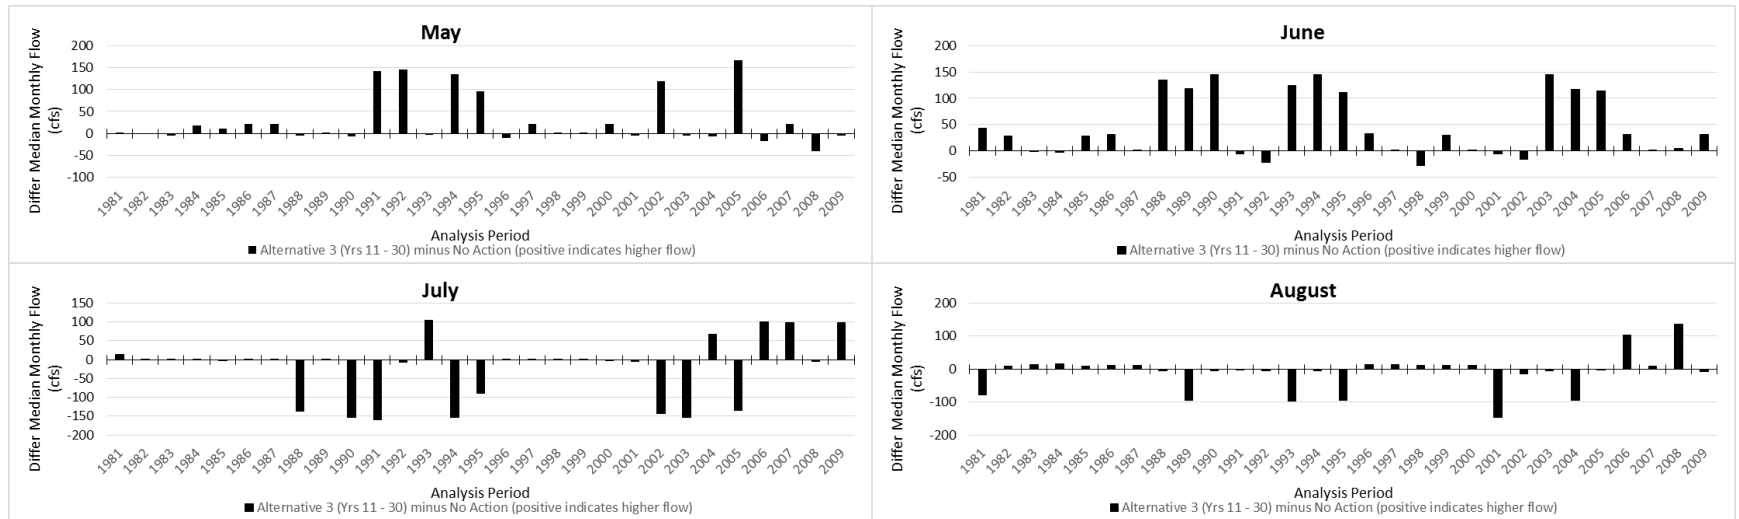 May
Differ Median Monthly Flow
(cfs)
200
150
100
50
0
-50
-100
1981 1982 1983 1984 1985 1986 1987 1988 1989 1990 1991 1992 1993 1994 1995 1996 1997 1998 1999 2000 2001 2002 2003 2004 2005 2006 2007 2008 2009
Analysis Period
Alternative 3 (Yrs 11 - 30) minus No Action (positive indicates higher flow)
June
Differ Median Monthly Flow
(cfs)
200
150
100
50
0
-50
1981 1982 1983 1984 1985 1986 1987 1988 1989 1990 1991 1992 1993 1994 1995 1996 1997 1998 1999 2000 2001 2002 2003 2004 2005 2006 2007 2008 2009
Analysis Period
Alternative 3 (Yrs 11 - 30) minus No Action (positive indicates higher flow)
July
Differ Median Monthly Flow
(cfs)
150
100
50
0
-50
-100
-150
-200
1981 1982 1983 1984 1985 1986 1987 1988 1989 1990 1991 1992 1993 1994 1995 1996 1997 1998 1999 2000 2001 2002 2003 2004 2005 2006 2007 2008 2009
Analysis Period
Alternative 3 (Yrs 11 - 30) minus No Action (positive indicates higher flow)
August
Differ Median Monthly Flow
(cfs)
200
100
0
-100
-200
1981 1982 1983 1984 1985 1986 1987 1988 1989 1990 1991 1992 1993 1994 1995 1996 1997 1998 1999 2000 2001 2002 2003 2004 2005 2006 2007 2008 2009
Analysis Period
Alternative 3 (Yrs 11 - 30) minus No Action (positive indicates higher flow)